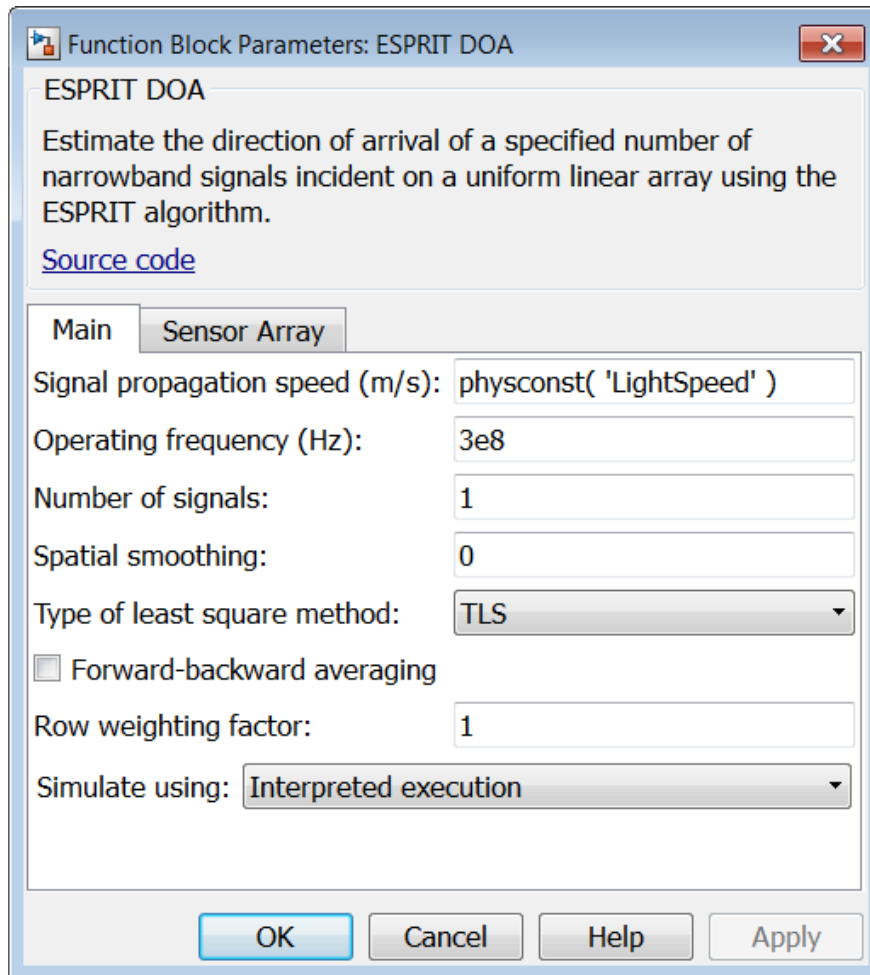 Function Block Parameters: ESPRIT DOA
ESPRIT DOA
Estimate the direction of arrival of a specified number of
narrowband signals incident on a uniform linear array using the
ESPRIT algorithm.
Source code
Main Sensor Array
Signal propagation speed (m/s): physconst( 'LightSpeed' )
Operating frequency (Hz): 3e8
Number of signals: 1
Spatial smoothing: 0
Type of least square method: TLS
Forward-backward averaging
Row weighting factor: 1
Simulate using: Interpreted execution
OK Cancel Help Apply